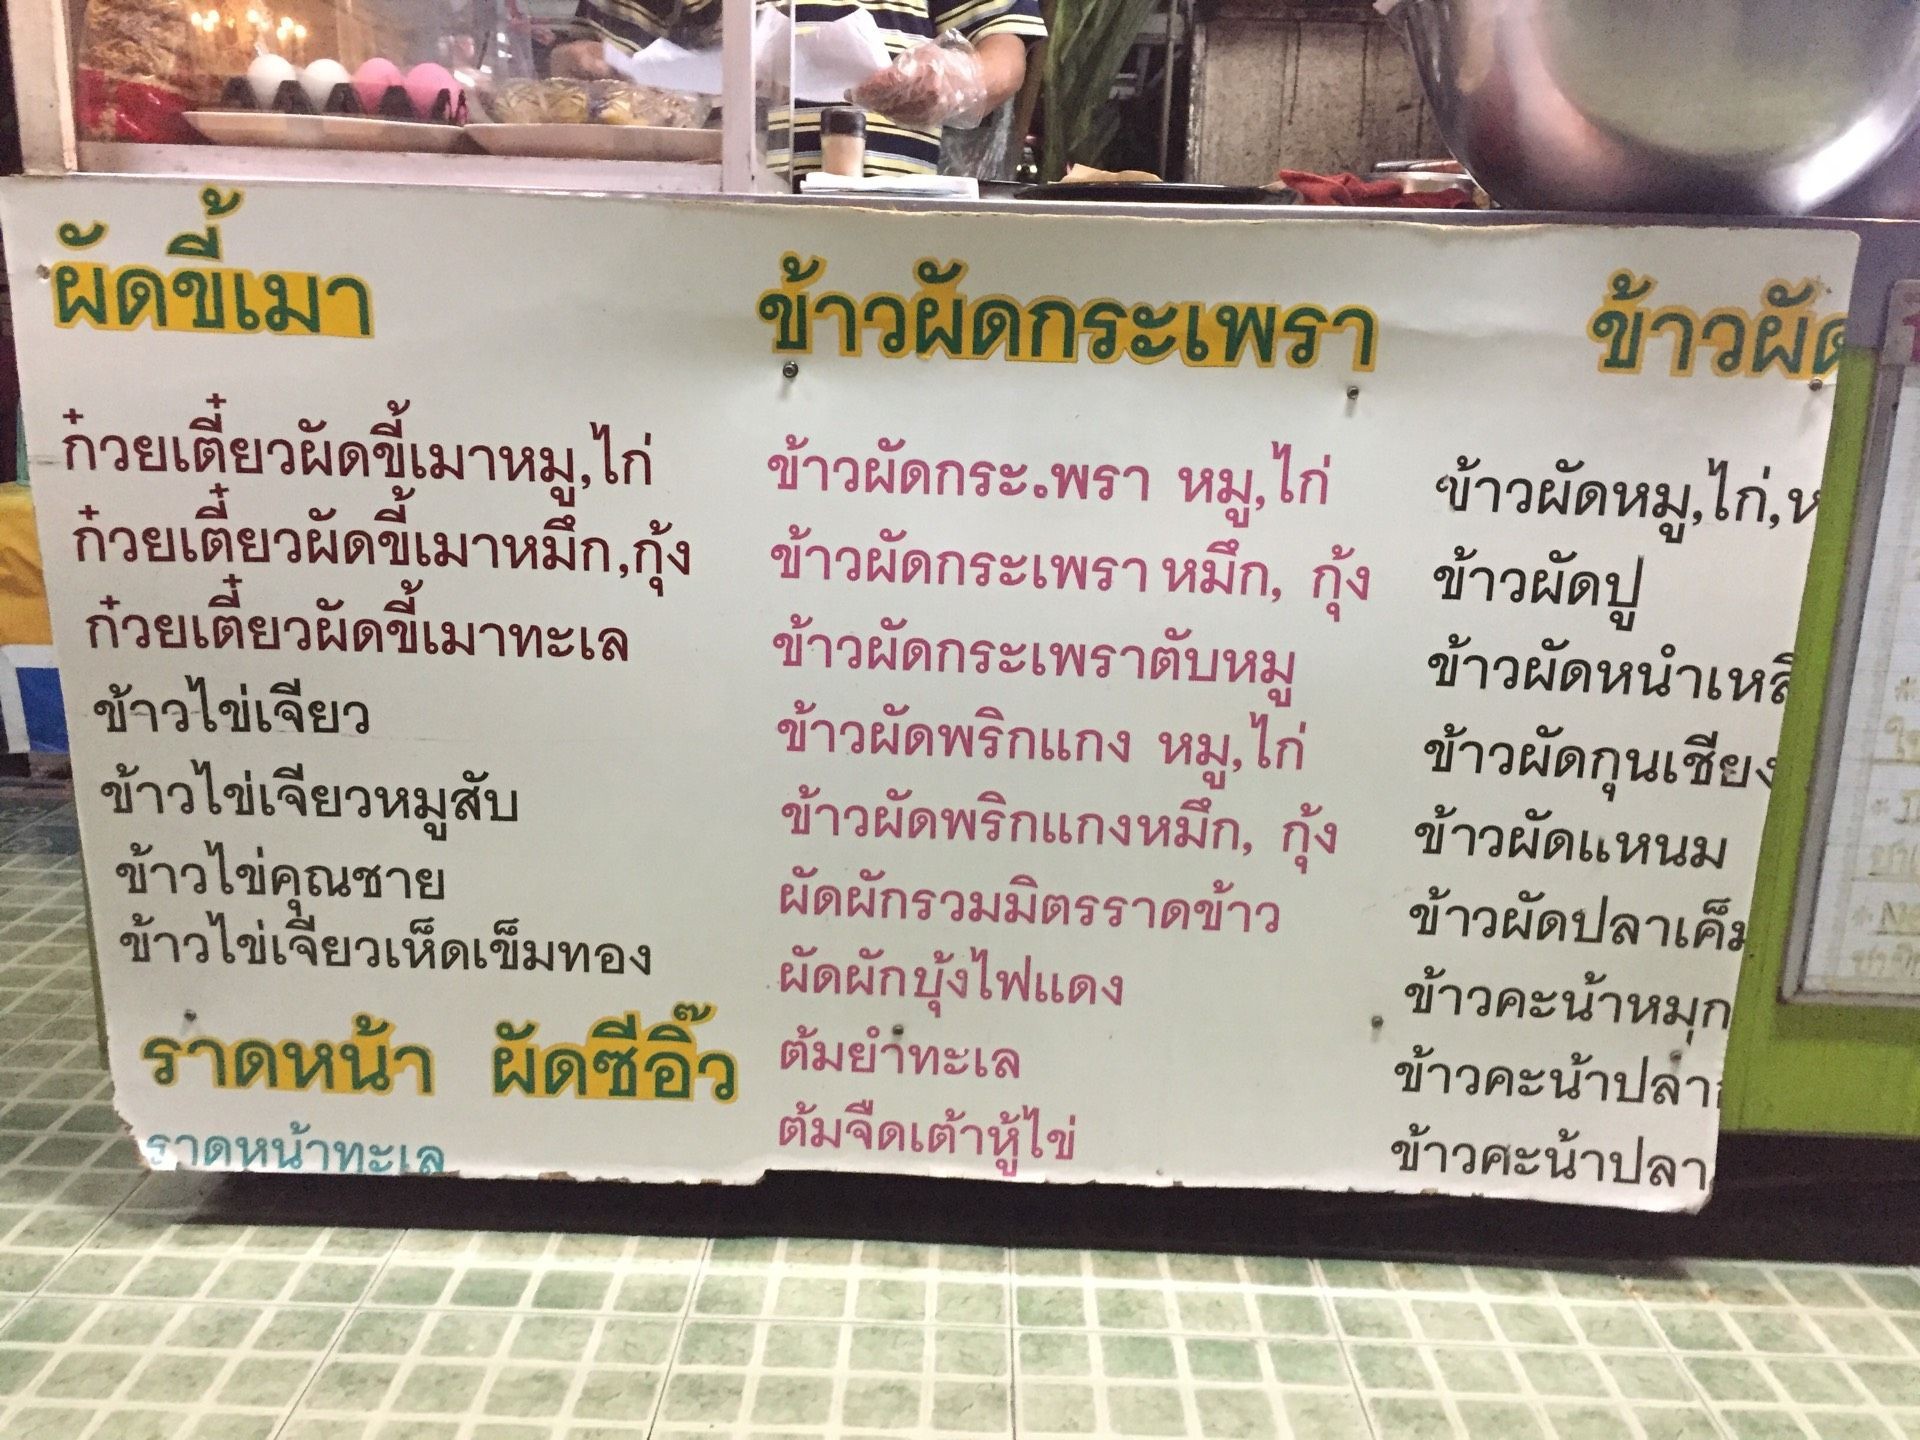 ผัดขี้เมา
ก๋วยเตี๋ยวผัดขี้เมาหมู,ไก่
ก๋วยเตี๋ยวผัดขี้เมาหมึก,กุ้ง
ก๋วยเตี๋ยวผัดขี้เมาทะเล
ข้าวไข่เจียว
ข้าวไข่เจียวหมูสับ
ข้าวไข่คุณชาย
ข้าวไข่เจียวเห็ดเข็มทอง
ราดหน้า ผัดซีอิ๊ว
ราดหน้าทะเล
ข้าวผัดกระเพรา
ข้าวผัดกระ.พรา หมู,ไก่
ข้าวผัดกระเพรา หมึก, กุ้ง
ข้าวผัดกระเพราตับหมู
ข้าวผัดพริกแกง หมู,ไก่
ข้าวผัดพริกแกงหมึก, กุ้ง
ผัดผักรวมมิตรราดข้าว
ผัดผักบุ้งไฟแดง
ต้มยำทะเล
ต้มจืดเต้าหู้ไข่
ข้าวผัด
ข้าวผัดหมู,ไก่,ห
ข้าวผัดปู
ข้าวผัดหนำเหลี
ข้าวผัดกุนเชียง
ข้าวผัดแหนม
ข้าวผัดปลาเค็ม
ข้าวคะน้าหมุก
ข้าวคะน้าปลา
ข้าวคะน้าปลา